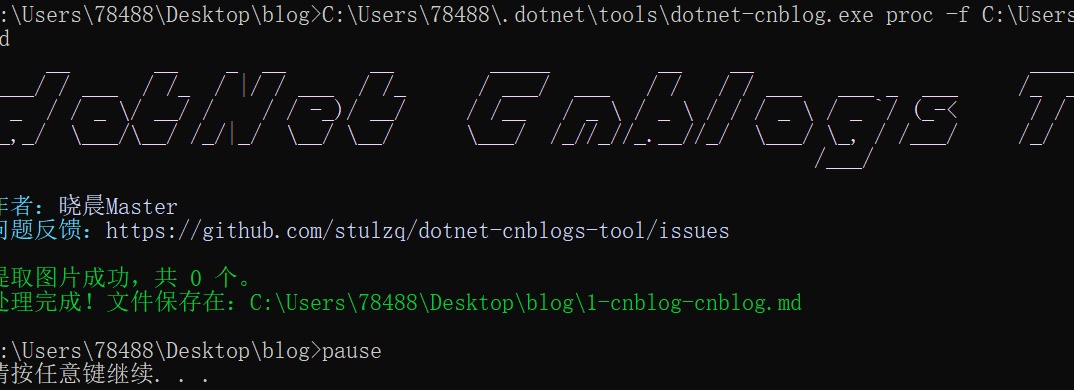 :\Users\78488\Desktop\blog>C:\Users\78488\.dotnet\tools\dotnet-cnblog.exe proc -f C:\Users
d
dotNet Cnblogs T
作者: 晓晨Master
问题反馈: https://github.com/stulzq/dotnet-cnblogs-tool/issues
提取图片成功，共 0 个。
处理完成！文件保存在: C:\Users\78488\Desktop\blog\1-cnblog-cnblog.md
:\Users\78488\Desktop\blog>pause
请按任意键继续. . .